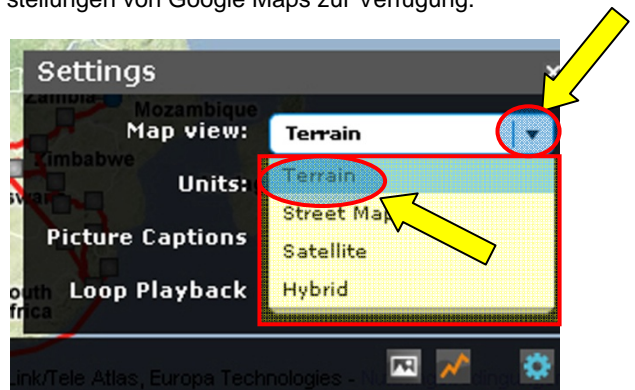 stellungen von Google Maps zur Verfügung.
Settings
Zambia
Mozambique
Map view:
Terrain
Zimbabwe
Units:
Terrain
Street Map
Picture Captions
Satellite
Loop Playback
Hybrid
South
Africa
Link/Tele Atlas, Europa Technologies -